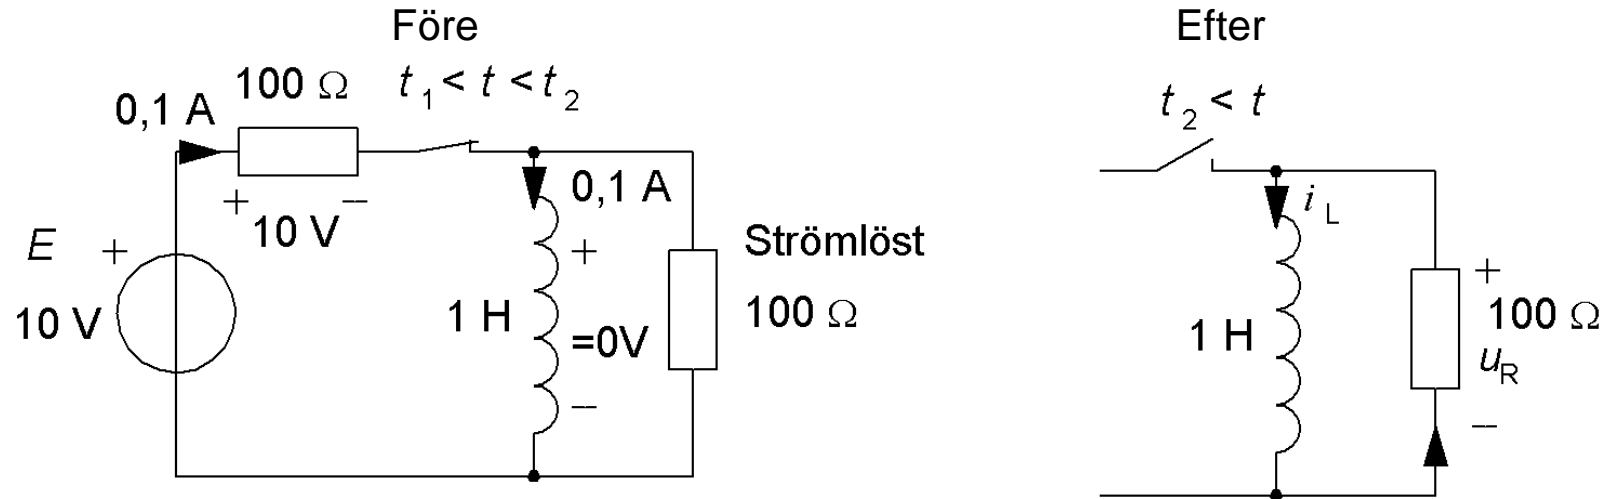 Före
100 Ω
t1 < t < t2
0,1 A
+ 10 V –
0,1 A
E
+
10 V
+
1 H
=0V
–
Strömlöst
100 Ω
Efter
t2 < t
iL
1 H
+
100 Ω
uR
–